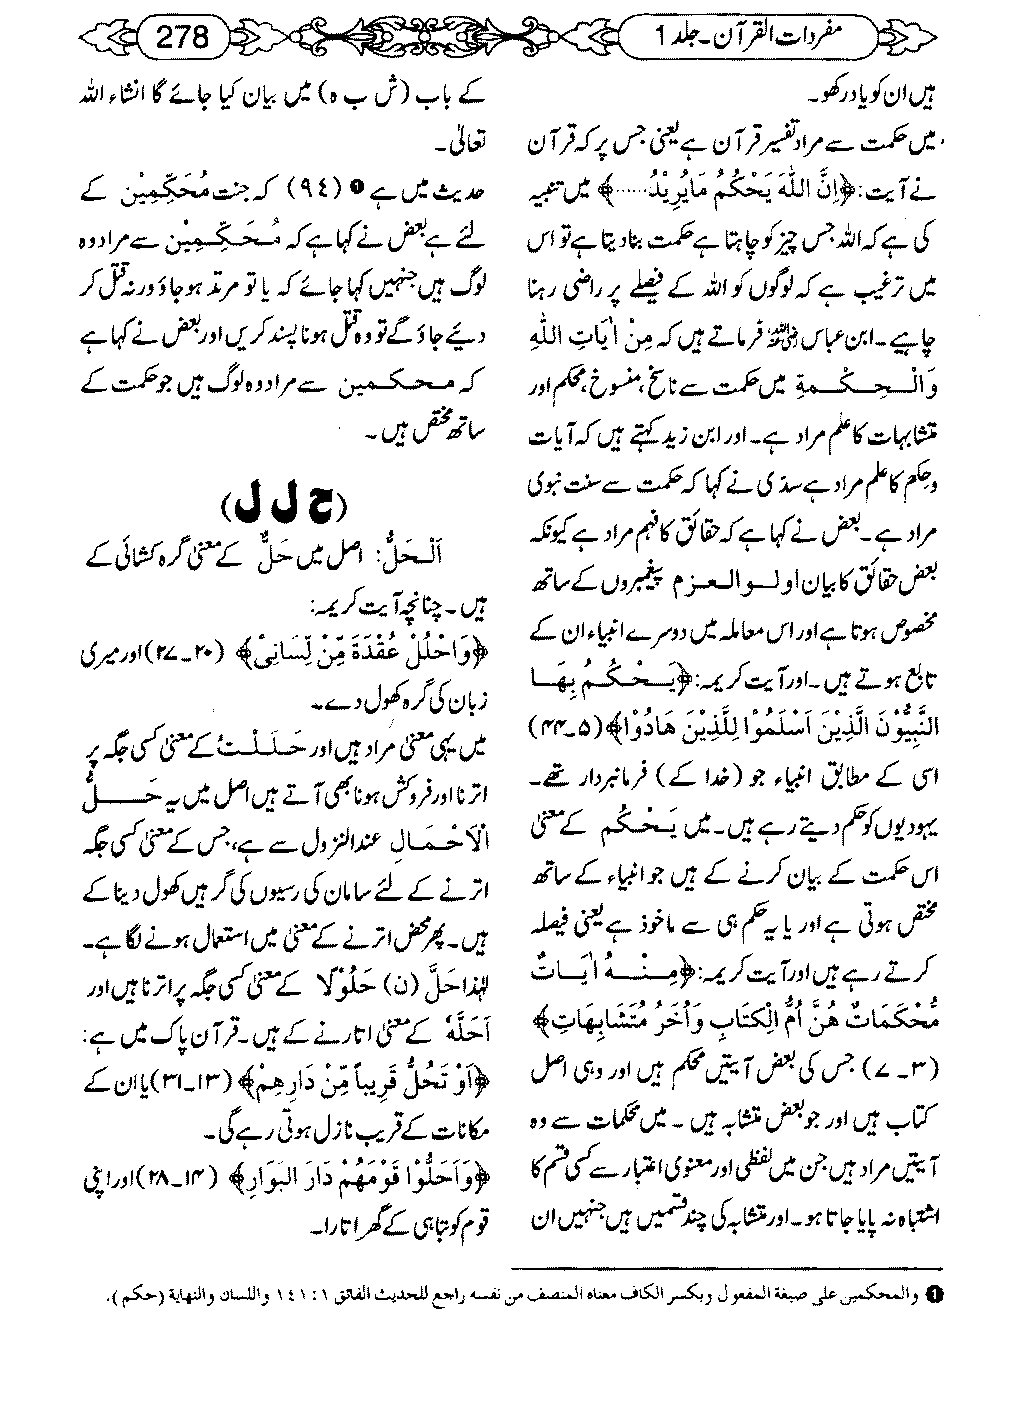 مفردات القرآن۔جلد 1
278
ہیں ان کو یاد رکھو۔
میں حکمت سے مراد تفسیر قرآن ہے یعنی جس پر کہ قرآن
نے آیت: ﴿اِنَّ اللّٰهَ يَحْكُمُ مَا يُرِيْدُ.....﴾ میں تنبیہ
کی ہے کہ اللہ جس چیز کو چاہتا ہے حکمت بنا دیتا ہے تو اس
میں ترغیب ہے کہ لوگوں کو اللہ کے فیصلے پر راضی رہنا
چاہیے۔ ابن عباس رضی اللہ عنہ فرماتے ہیں کہ مِنْ اٰيَاتِ اللّٰهِ
وَالْحِكْمَةِ میں حکمت سے ناسخ، منسوخ، محکم اور
متشابہات کا علم مراد ہے۔ اور ابن زید کہتے ہیں کہ آیات
وحِکم کا علم مراد ہے سدّی نے کہا کہ حکمت سے سنت نبوی
مراد ہے۔ بعض نے کہا ہے کہ حقائق کا فہم مراد ہے کیونکہ
بعض حقائق کا بیان اولوالعزم پیغمبروں کے ساتھ
مخصوص ہوتا ہے اور اس معاملہ میں دوسرے انبیاء ان کے
تابع ہوتے ہیں۔ اور آیت کریمہ: ﴿يَحْكُمُ بِهَا
النَّبِيُّوْنَ الَّذِيْنَ اَسْلَمُوْا لِلَّذِيْنَ هَادُوْا﴾ (۵۔۴۴)
اسی کے مطابق انبیاء جو (خدا کے) فرمانبردار تھے۔
یہودیوں کو حکم دیتے رہے ہیں۔ میں يَحْكُم کے معنی
اس حکمت کے بیان کرنے کے ہیں جو انبیاء کے ساتھ
مختص ہوتی ہے اور یا یہ حکم ہی سے ماخوذ ہے یعنی فیصلہ
کرتے رہے ہیں اور آیت کریمہ: ﴿مِنْهُ اٰيَاتٌ
مُّحْكَمَاتٌ هُنَّ اُمُّ الْكِتَابِ وَاُخَرُ مُتَشَابِهَاتٌ﴾
(۳۔۷) جس کی بعض آیتیں محکم ہیں اور وہی اصل
کتاب ہیں اور جو بعض متشابہ ہیں۔ میں محکمات سے وہ
آیتیں مراد ہیں جن میں لفظی اور معنوی اعتبار سے کسی قسم کا
اشتباہ نہ پایا جاتا ہو۔ اور متشابہ کی چند قسمیں ہیں جنہیں ان
کے باب (ش ب ہ) میں بیان کیا جائے گا انشاء اللہ
تعالیٰ۔
حدیث میں ہے ❶ (۹٤) کہ جنت مُحَكِّمِيْن کے
لئے ہے بعض نے کہا ہے کہ مُحَكِّمِيْن سے مراد وہ
لوگ ہیں جنہیں کہا جائے کہ یا تو مرتد ہو جاؤ ورنہ قتل کر
دیئے جاؤ گے تو وہ قتل ہونا پسند کریں اور بعض نے کہا ہے
کہ محکمین سے مراد وہ لوگ ہیں جو حکمت کے
ساتھ مختص ہیں۔
(ح ل ل)
اَلْحَلُّ: اصل میں حَلٌّ کے معنی گرہ کشائی کے
ہیں۔ چنانچہ آیت کریمہ:
﴿وَاحْلُلْ عُقْدَةً مِّنْ لِّسَانِىْ﴾ (۲۰۔۲۷) اور میری
زبان کی گرہ کھول دے۔
میں یہی معنی مراد ہیں اور حَلَلْتُ کے معنی کسی جگہ پر
اترنا اور فروکش ہونا بھی آتے ہیں اصل میں یہ حَلُّ
الْاَحْمَالِ عند النزول سے ہے، جس کے معنی کسی جگہ
اترنے کے لئے سامان کی رسیوں کی گرہیں کھول دینا کے
ہیں۔ پھر محض اترنے کے معنی میں استعمال ہونے لگا ہے۔
لہٰذا حَلَّ (ن) حُلُوْلًا کے معنی کسی جگہ پر اترنا ہیں اور
اَحَلَّهٗ کے معنی اتارنے کے ہیں۔ قرآن پاک میں ہے:
﴿اَوْ تَحُلُّ قَرِيْباً مِّنْ دَارِهِمْ﴾ (۱۳۔۳۱) یا ان کے
مکانات کے قریب نازل ہوتی رہے گی۔
﴿وَاَحَلُّوْا قَوْمَهُمْ دَارَ الْبَوَارِ﴾ (۱۴۔۲۸) اور اپنی
قوم کو تباہی کے گھر اتارا۔
❶ والمحكمين على صيغة المفعول وبكسر الكاف معناه المنصف من نفسه راجع للحديث الفائق ١:١٤١ واللسان والنهاية (حكم).